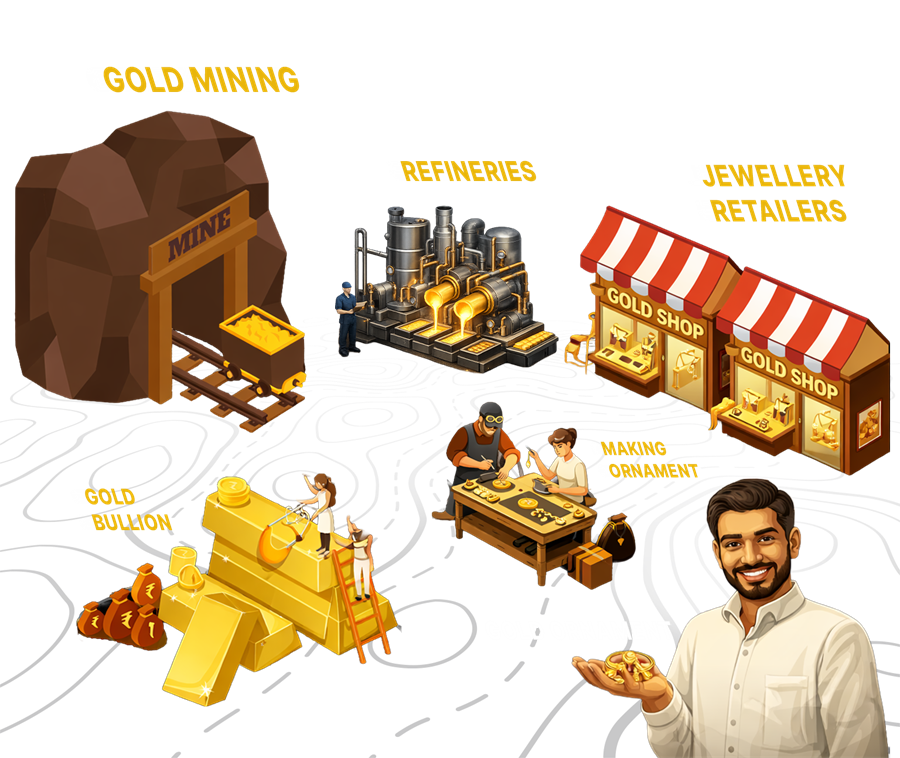 GOLD MINING
REFINERIES
JEWELLERY
RETAILERS
MINE
GOLD SHOP
GOLD SHOP
MAKING
ORNAMENT
GOLD
BULLION
₹
₹
₹